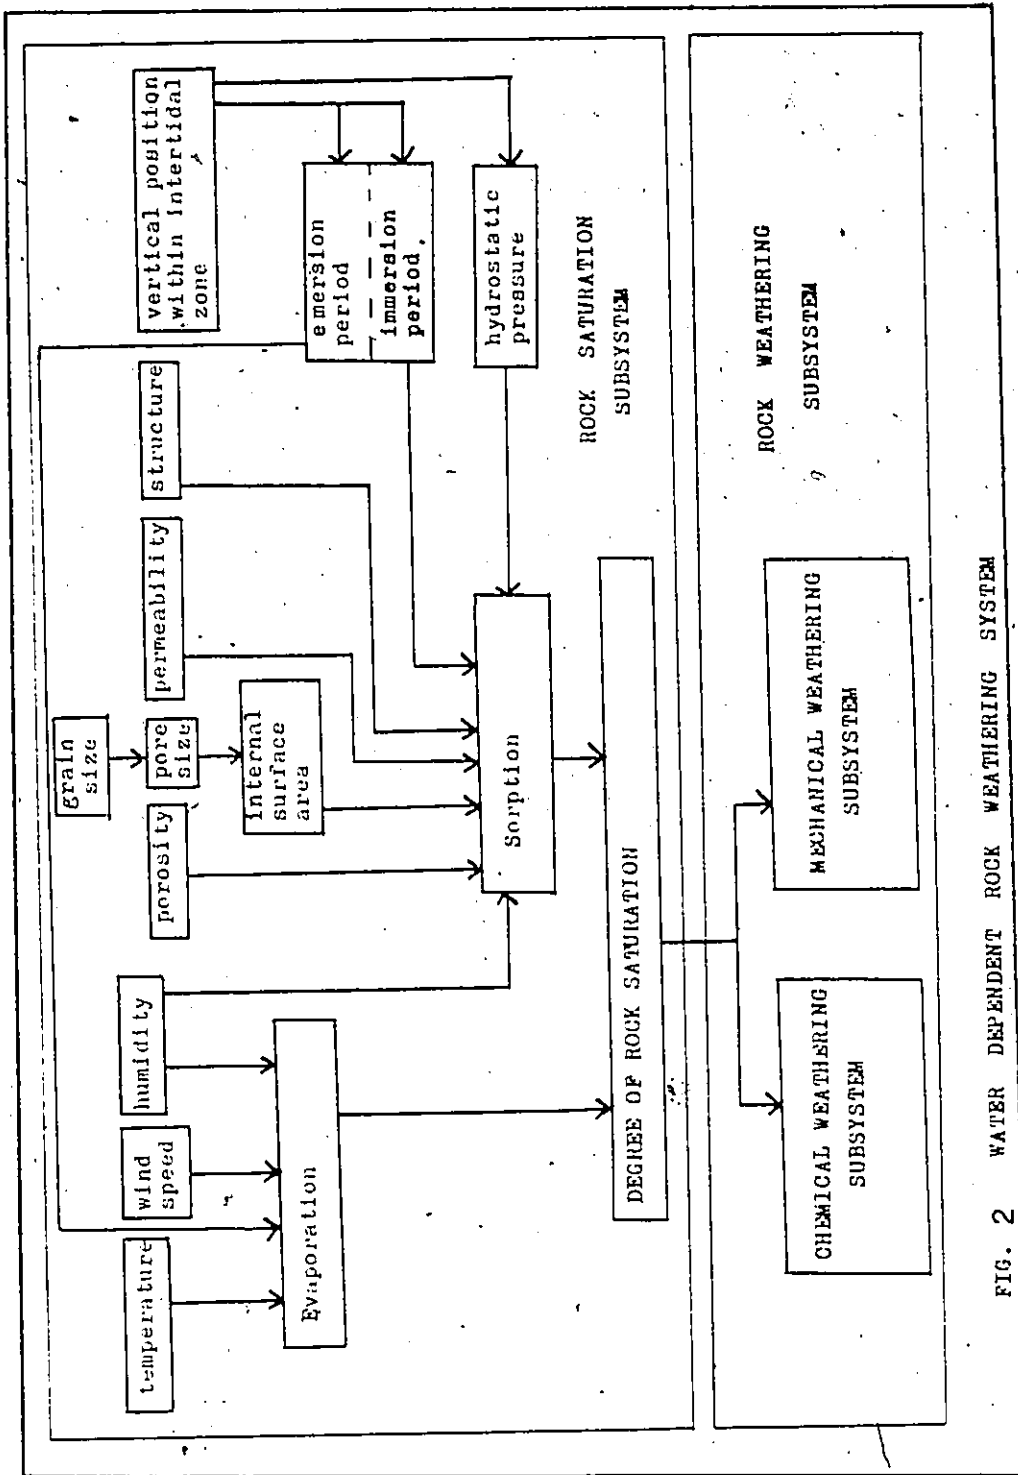 grain
size
temperature
wind
speed
humidity
porosity
pore
size
permeability
structure
vertical position
within intertidal
zone
internal
surface
area
emersion
period
immersion
period.
Evaporation
Sorption
hydrostatic
pressure
ROCK SATURATION
SUBSYSTEM
DEGREE OF ROCK SATURATION
ROCK WEATHERING
SUBSYSTEM
CHEMICAL WEATHERING
SUBSYSTEM
MECHANICAL WEATHERING
SUBSYSTEM
FIG. 2 WATER DEPENDENT ROCK WEATHERING SYSTEM